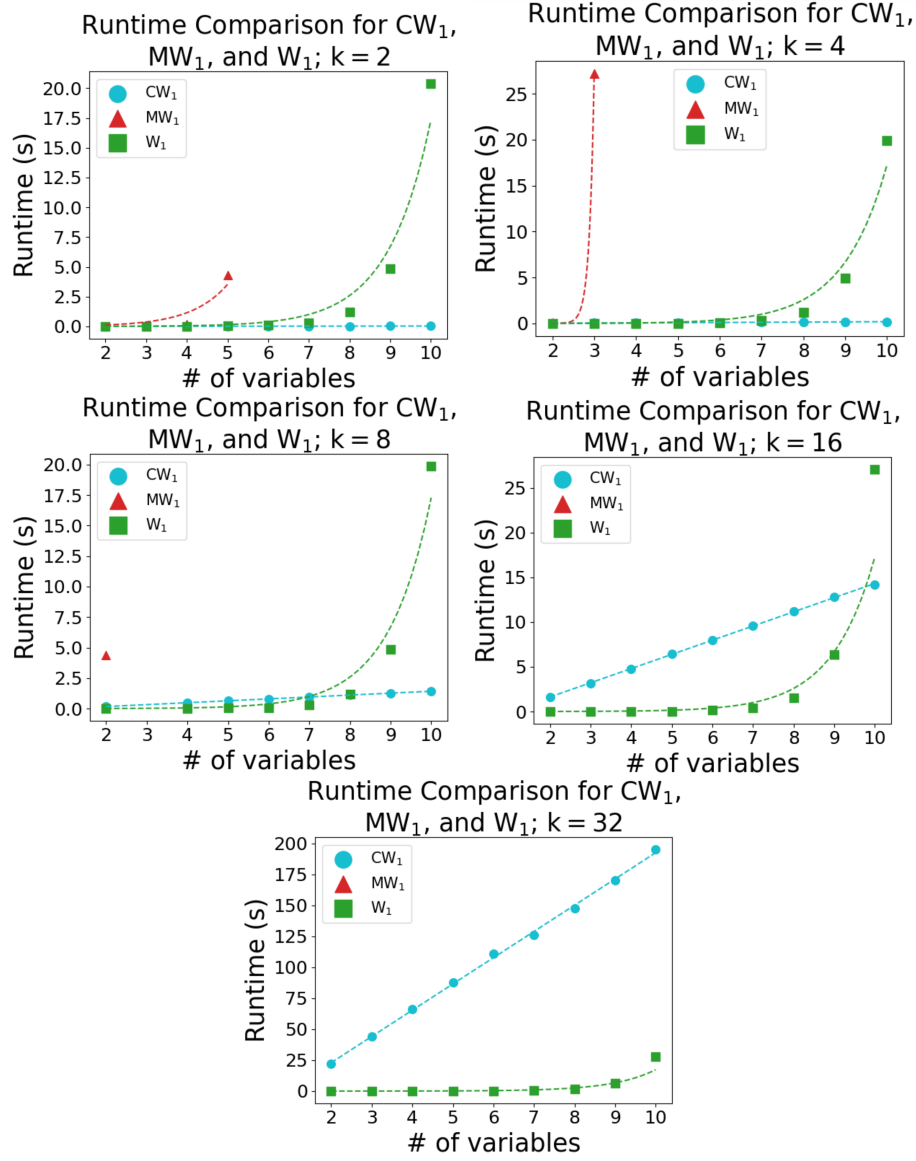 Runtime Comparison for CW₁,
MW₁, and W₁; k = 2
Runtime (s)
20.0
17.5
15.0
12.5
10.0
7.5
5.0
2.5
0.0
CW₁
MW₁
W₁
2 3 4 5 6 7 8 9 10
# of variables
Runtime Comparison for CW₁,
MW₁, and W₁; k = 4
Runtime (s)
25
20
15
10
5
0
CW₁
MW₁
W₁
2 3 4 5 6 7 8 9 10
# of variables
Runtime Comparison for CW₁,
MW₁, and W₁; k = 8
Runtime (s)
20.0
17.5
15.0
12.5
10.0
7.5
5.0
2.5
0.0
CW₁
MW₁
W₁
2 3 4 5 6 7 8 9 10
# of variables
Runtime Comparison for CW₁,
MW₁, and W₁; k = 16
Runtime (s)
25
20
15
10
5
0
CW₁
MW₁
W₁
2 3 4 5 6 7 8 9 10
# of variables
Runtime Comparison for CW₁,
MW₁, and W₁; k = 32
Runtime (s)
200
175
150
125
100
75
50
25
0
CW₁
MW₁
W₁
2 3 4 5 6 7 8 9 10
# of variables